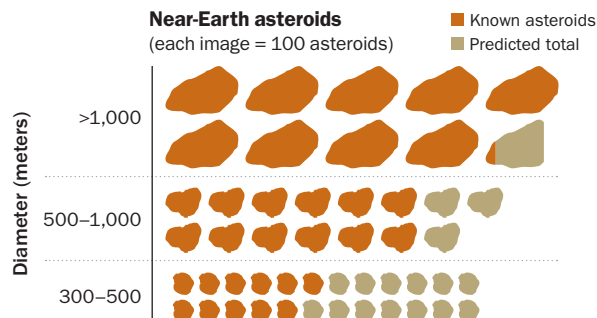 Near-Earth asteroids
(each image = 100 asteroids)
Known asteroids
Predicted total
Diameter (meters)
>1,000
500–1,000
300–500